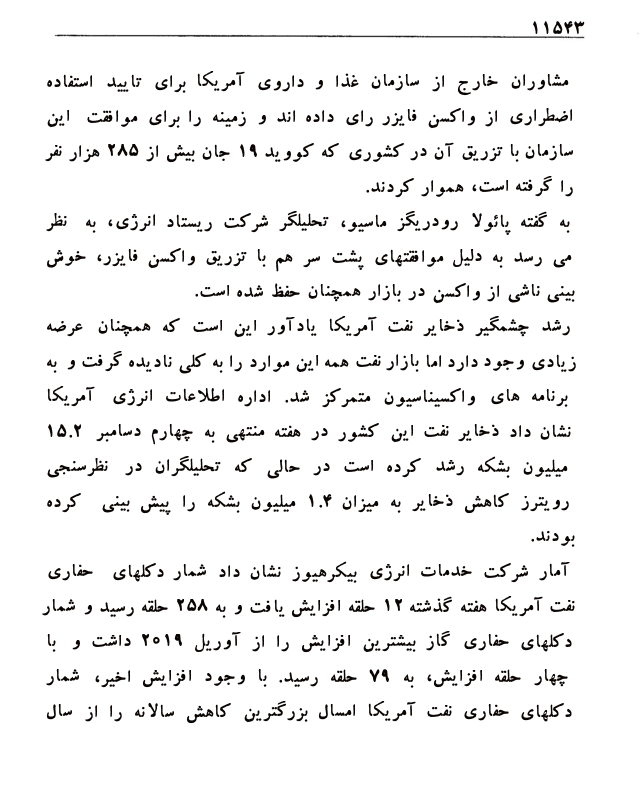 ۱۱۵۴۳
مشاوران خارج از سازمان غذا و داروی آمریکا برای تایید استفاده
اضطراری از واکسن فایزر رای داده اند و زمینه را برای موافقت این
سازمان با تزریق آن در کشوری که کووید ۱۹ جان بیش از ۲۸۵ هزار نفر
را گرفته است، هموار کردند.
به گفته پائولا رودریگز ماسیو، تحلیلگر شرکت ریستاد انرژی، به نظر
می رسد به دلیل موافقتهای پشت سر هم با تزریق واکسن فایزر، خوش
بینی ناشی از واکسن در بازار همچنان حفظ شده است.
رشد چشمگیر ذخایر نفت آمریکا یادآور این است که همچنان عرضه
زیادی وجود دارد اما بازار نفت همه این موارد را به کلی نادیده گرفت و به
برنامه های واکسیناسیون متمرکز شد. اداره اطلاعات انرژی آمریکا
نشان داد ذخایر نفت این کشور در هفته منتهی به چهارم دسامبر ۱۵.۲
میلیون بشکه رشد کرده است در حالی که تحلیلگران در نظرسنجی
رویترز کاهش ذخایر به میزان ۱.۴ میلیون بشکه را پیش بینی کرده
بودند.
آمار شرکت خدمات انرژی بیکرهیوز نشان داد شمار دکلهای حفاری
نفت آمریکا هفته گذشته ۱۲ حلقه افزایش یافت و به ۲۵۸ حلقه رسید و شمار
دکلهای حفاری گاز بیشترین افزایش را از آوریل ۲۰۱۹ داشت و با
چهار حلقه افزایش، به ۷۹ حلقه رسید. با وجود افزایش اخیر، شمار
دکلهای حفاری نفت آمریکا امسال بزرگترین کاهش سالانه را از سال